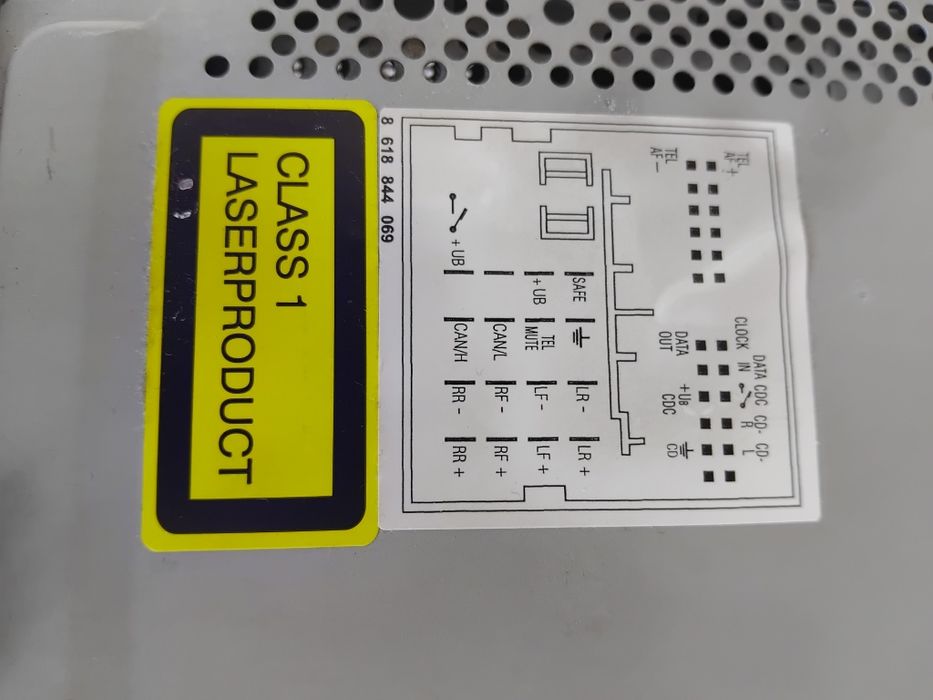 TEL AF +
DATA CDC CD- CD-
CLOCK IN R L
TEL AF –
DATA OUT +UB CDC CD
SAFE LR - LR +
+ UB TEL MUTE LF - LF +
CAN/L RF - RF +
+ UB CAN/H RR - RR +
8 618 844 069
CLASS 1
LASERPRODUCT